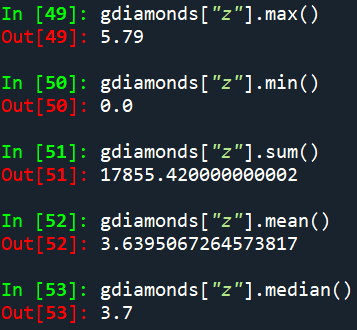 In [49]: gdiamonds["z"].max()
Out[49]: 5.79
In [50]: gdiamonds["z"].min()
Out[50]: 0.0
In [51]: gdiamonds["z"].sum()
Out[51]: 17855.420000000002
In [52]: gdiamonds["z"].mean()
Out[52]: 3.6395067264573817
In [53]: gdiamonds["z"].median()
Out[53]: 3.7